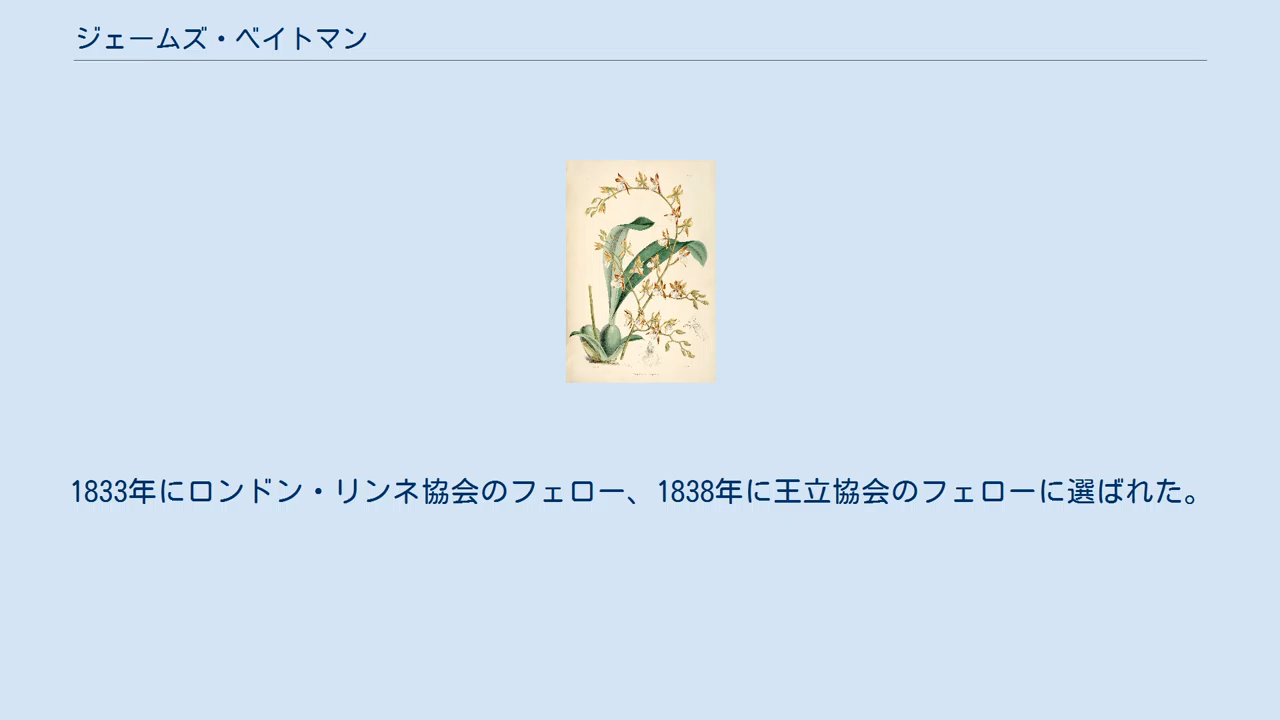 ジェームズ・ベイトマン
1833年にロンドン・リンネ協会のフェロー、1838年に王立協会のフェローに選ばれた。